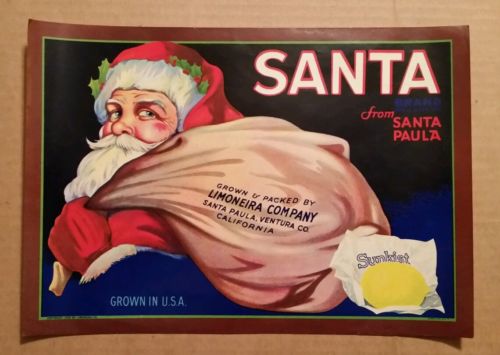 SANTA
BRAND
from SANTA
PAULA
GROWN & PACKED BY
LIMONEIRA COMPANY
SANTA PAULA, VENTURA CO.
CALIFORNIA
Sunkist
GROWN IN U.S.A.